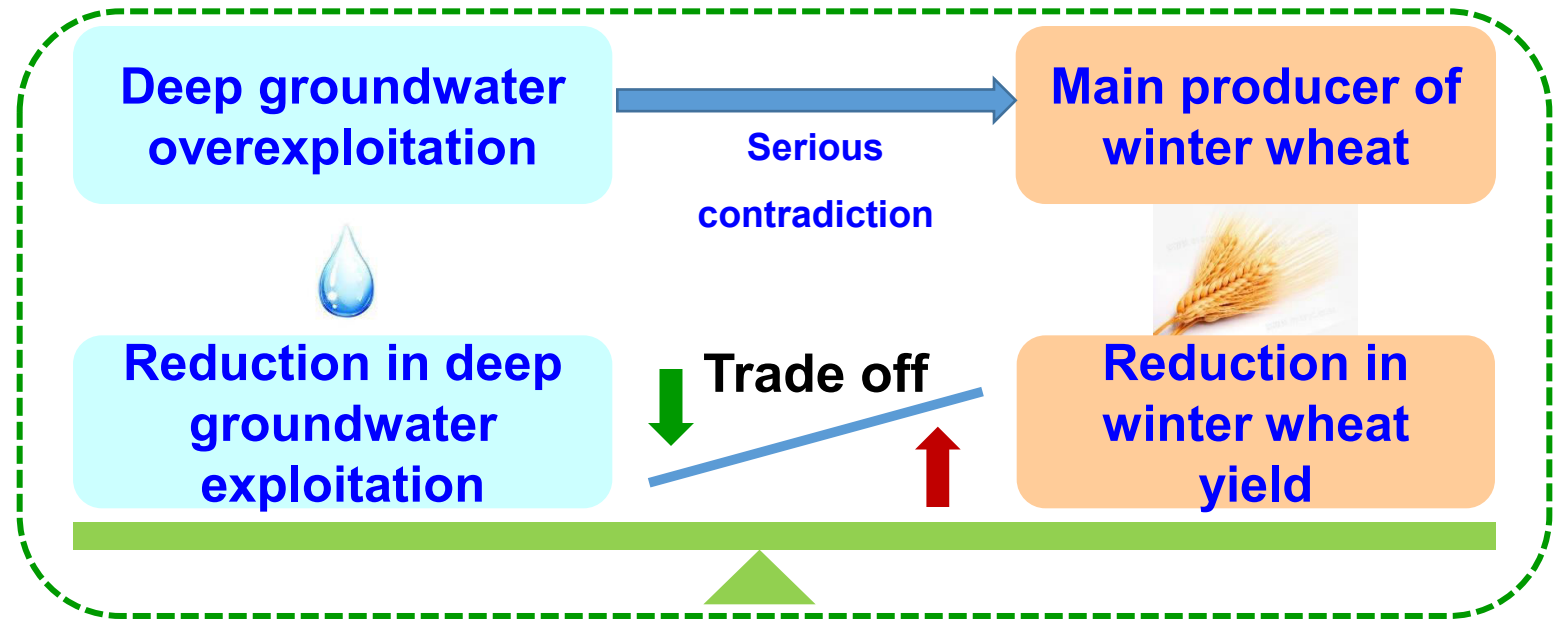 Deep groundwater
overexploitation
Serious
contradiction
Main producer of
winter wheat
Reduction in deep
groundwater
exploitation
Trade off
Reduction in
winter wheat
yield